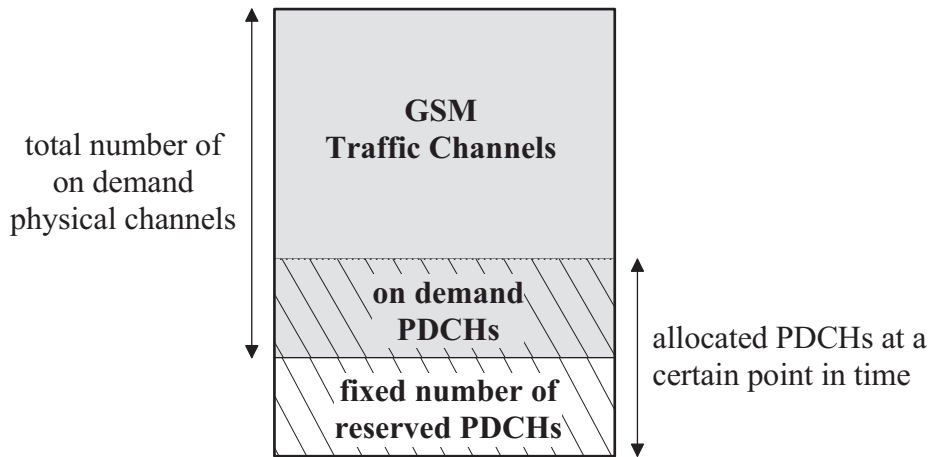 GSM
Traffic Channels
total number of
on demand
physical channels
on demand
PDCHs
allocated PDCHs at a
certain point in time
fixed number of
reserved PDCHs